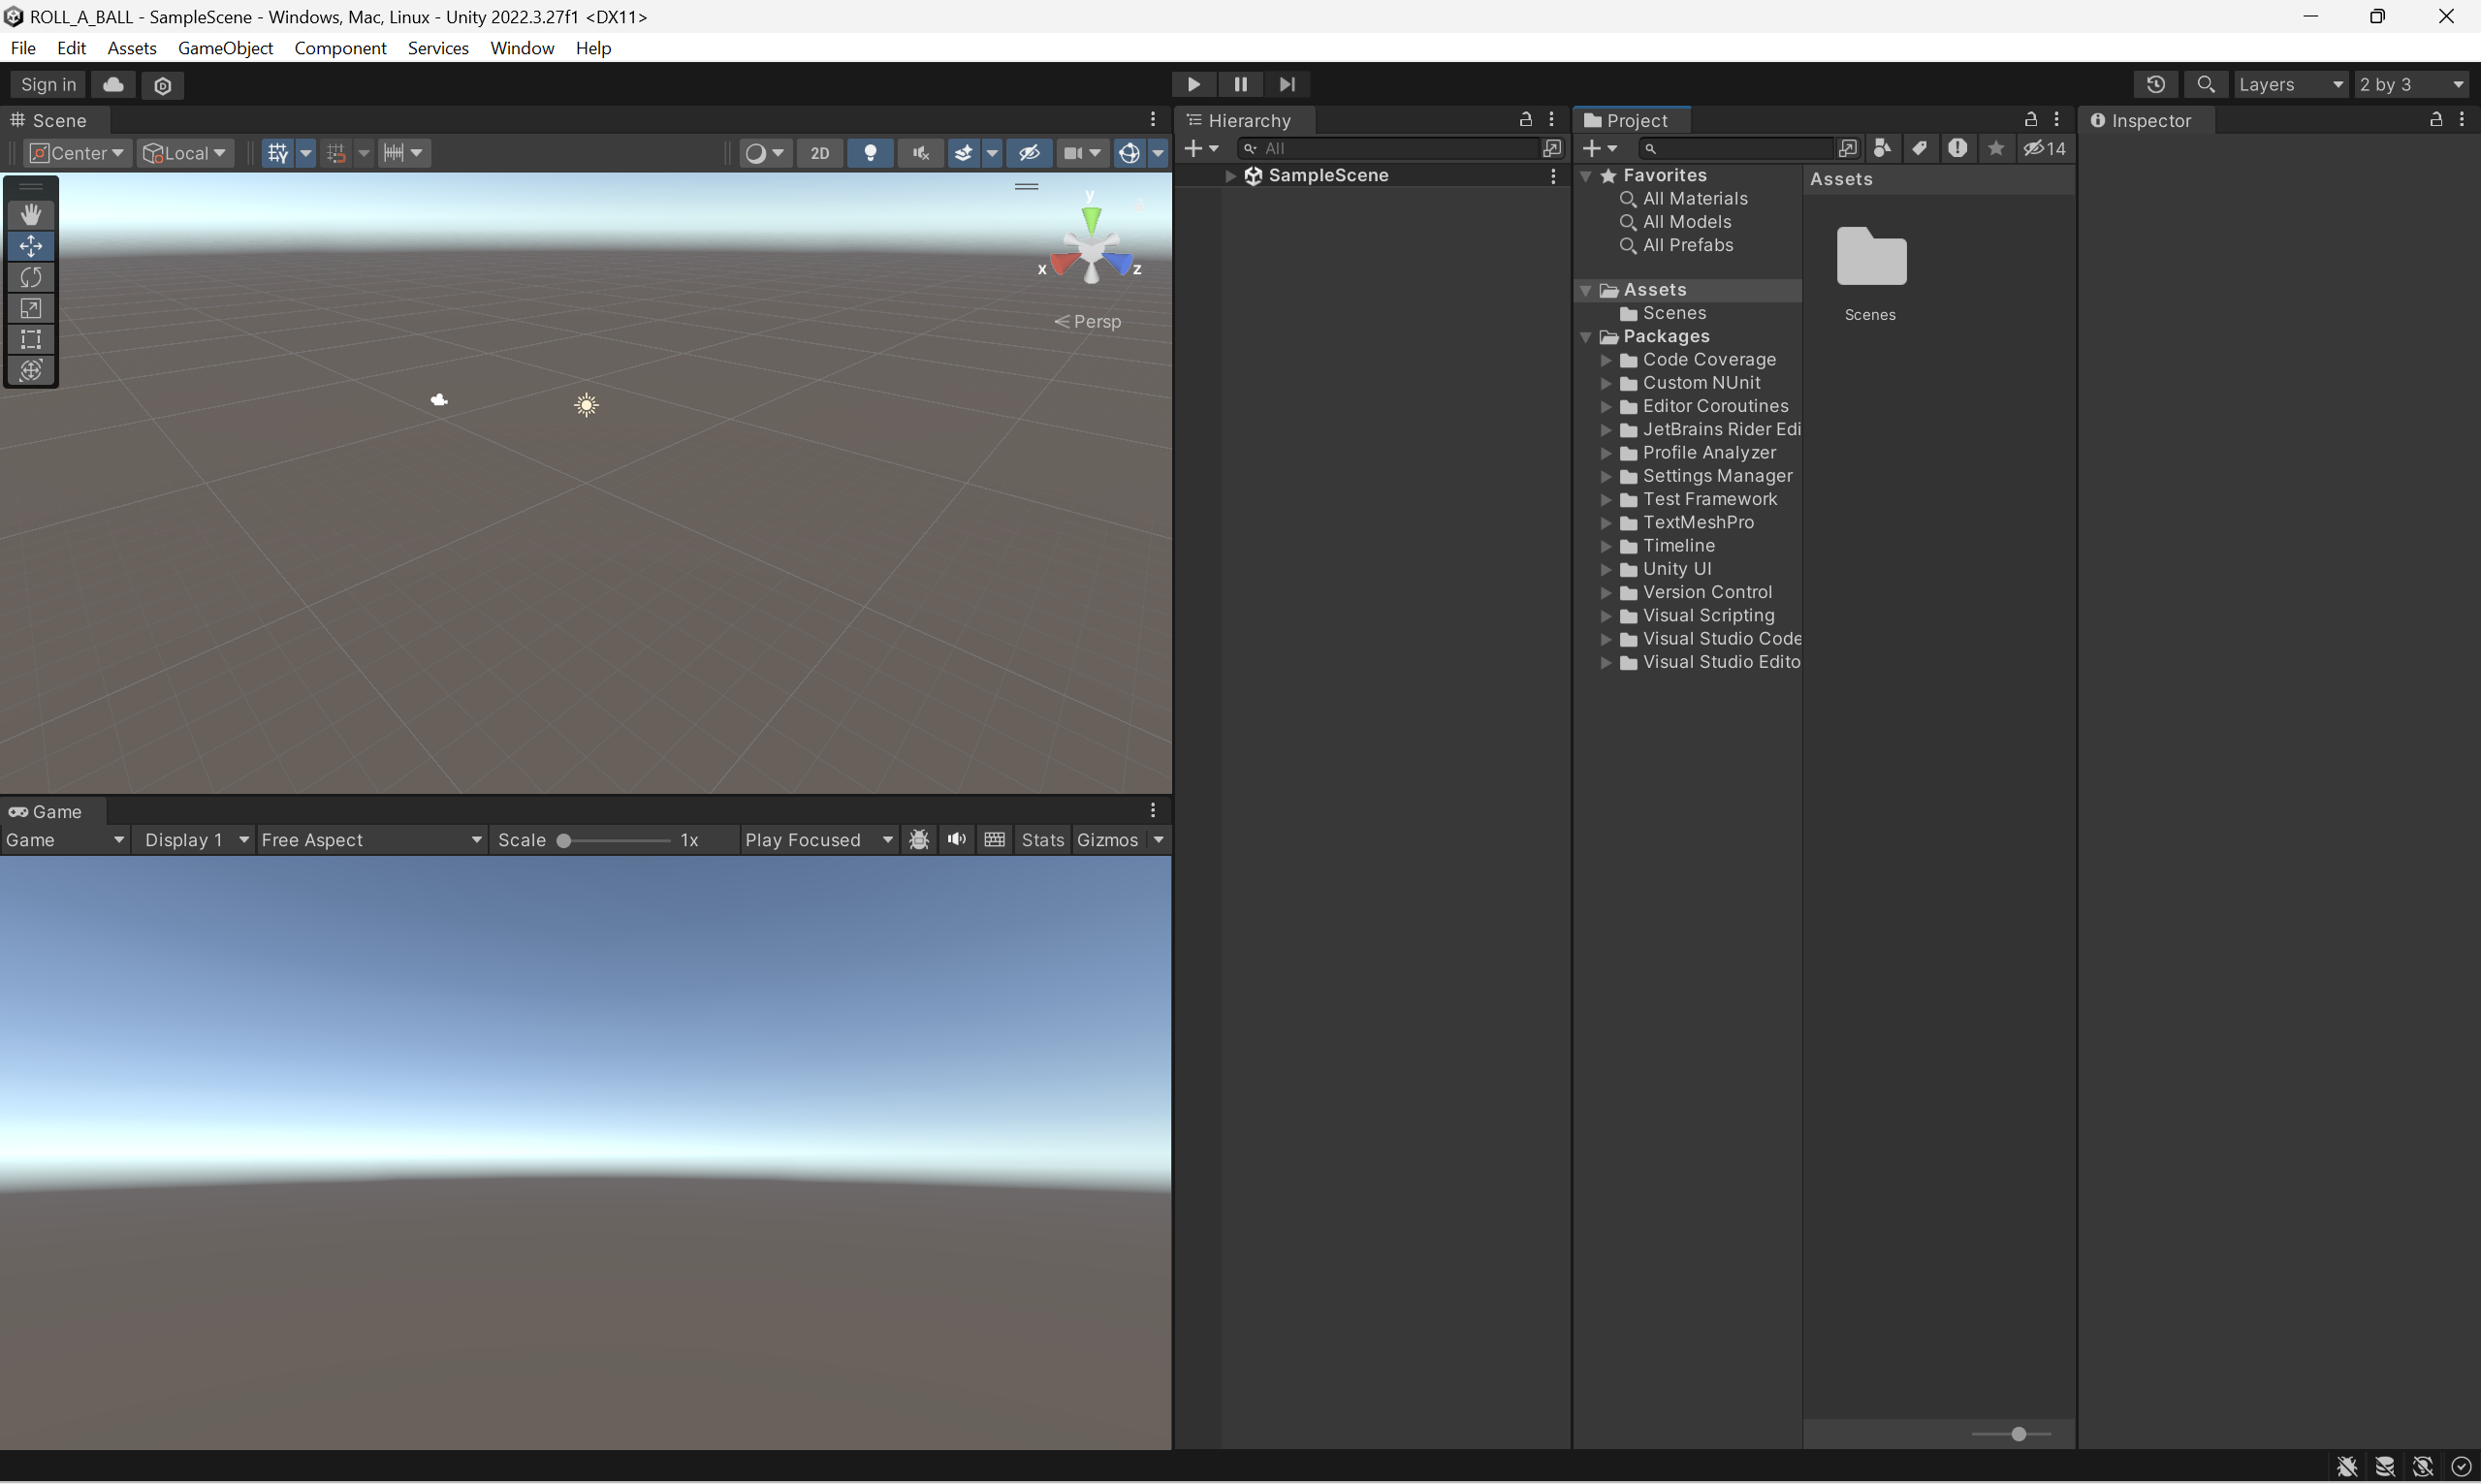 ROLL_A_BALL - SampleScene - Windows, Mac, Linux - Unity 2022.3.27f1 <DX11>
File Edit Assets GameObject Component Services Window Help
Sign in Layers 2 by 3
Scene
Center Local 2D
y
x z
Persp
Game
Game Display 1 Free Aspect Scale 1x Play Focused Stats Gizmos
Hierarchy
All
SampleScene
Project
14
Favorites
All Materials
All Models
All Prefabs
Assets
Scenes
Packages
Code Coverage
Custom NUnit
Editor Coroutines
JetBrains Rider Edi
Profile Analyzer
Settings Manager
Test Framework
TextMeshPro
Timeline
Unity UI
Version Control
Visual Scripting
Visual Studio Code
Visual Studio Edito
Assets
Scenes
Inspector